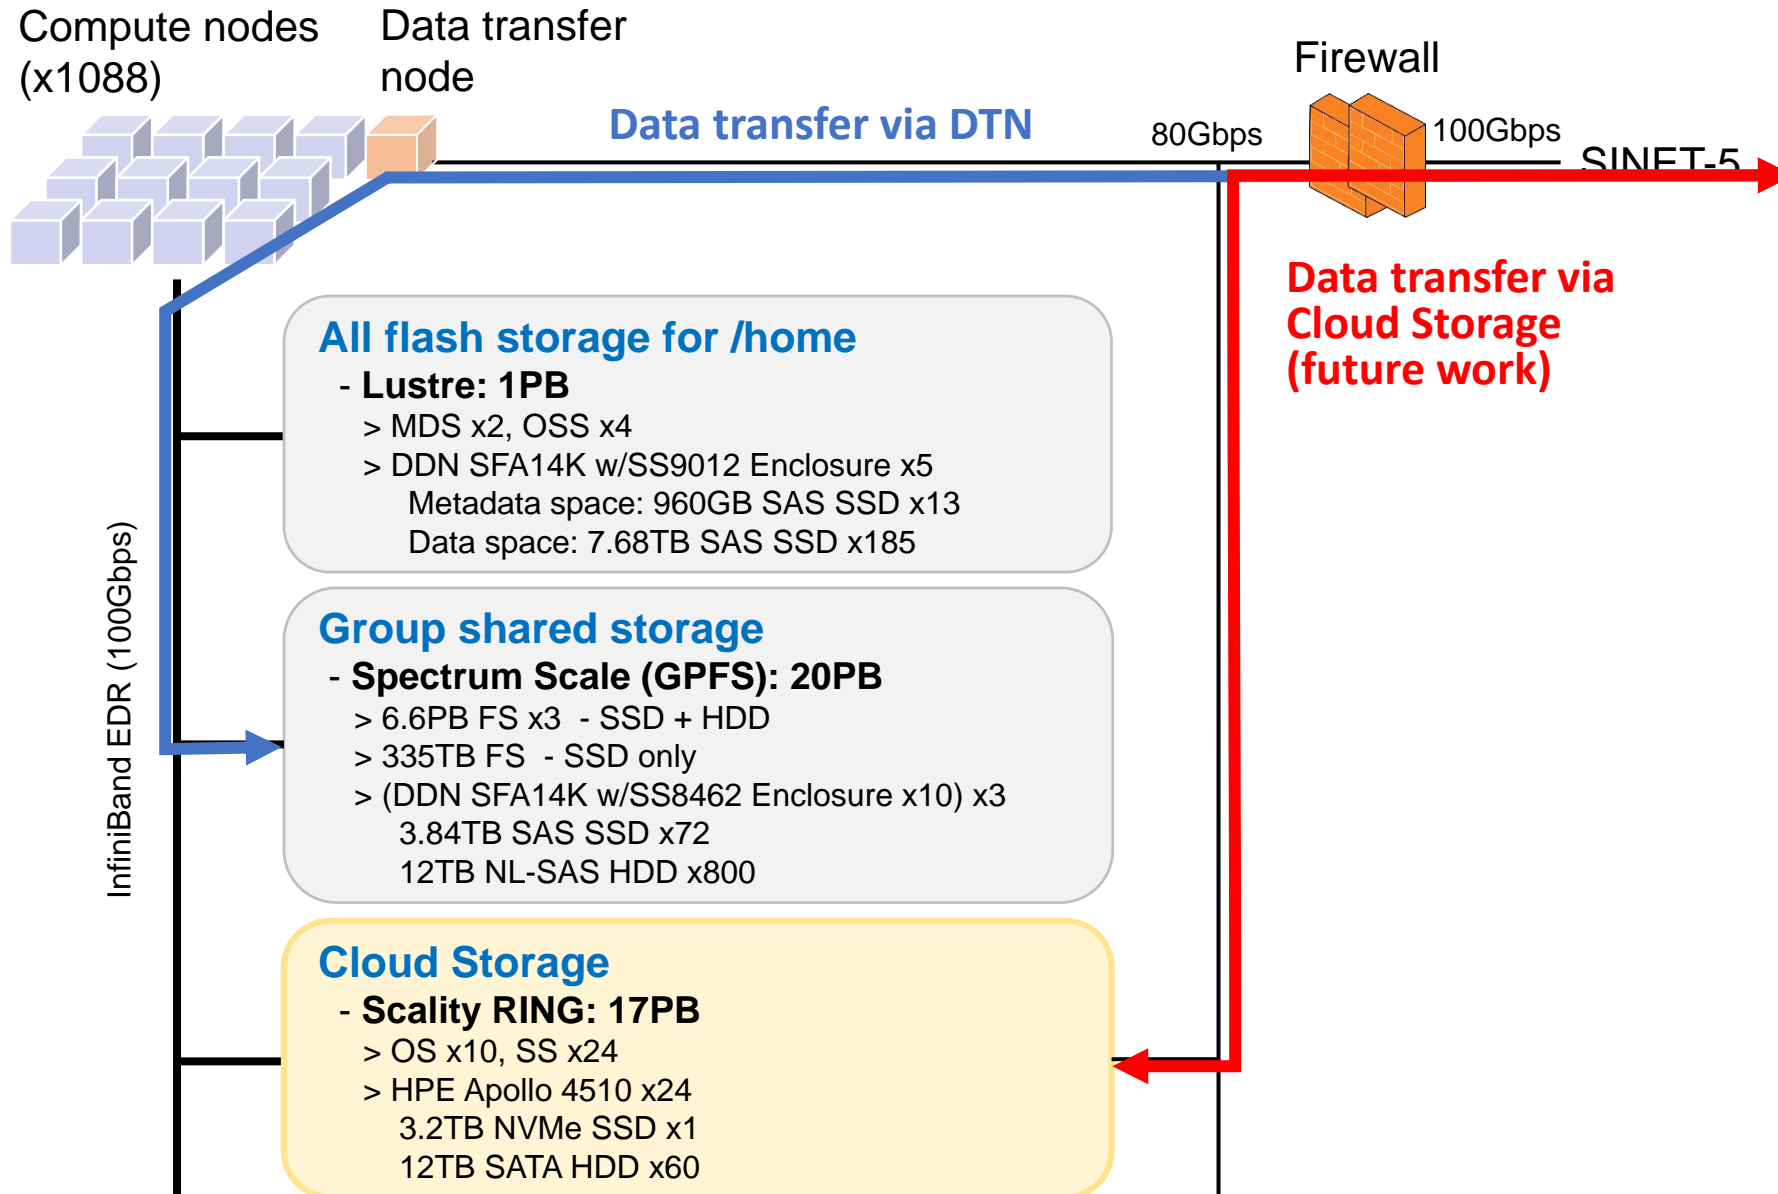 Compute nodes
(x1088)
Data transfer
node
Data transfer via DTN
80Gbps
Firewall
100Gbps
SINET-5
Data transfer via
Cloud Storage
(future work)
InfiniBand EDR (100Gbps)
All flash storage for /home
- Lustre: 1PB
> MDS x2, OSS x4
> DDN SFA14K w/SS9012 Enclosure x5
Metadata space: 960GB SAS SSD x13
Data space: 7.68TB SAS SSD x185
Group shared storage
- Spectrum Scale (GPFS): 20PB
> 6.6PB FS x3  - SSD + HDD
> 335TB FS  - SSD only
> (DDN SFA14K w/SS8462 Enclosure x10) x3
3.84TB SAS SSD x72
12TB NL-SAS HDD x800
Cloud Storage
- Scality RING: 17PB
> OS x10, SS x24
> HPE Apollo 4510 x24
3.2TB NVMe SSD x1
12TB SATA HDD x60